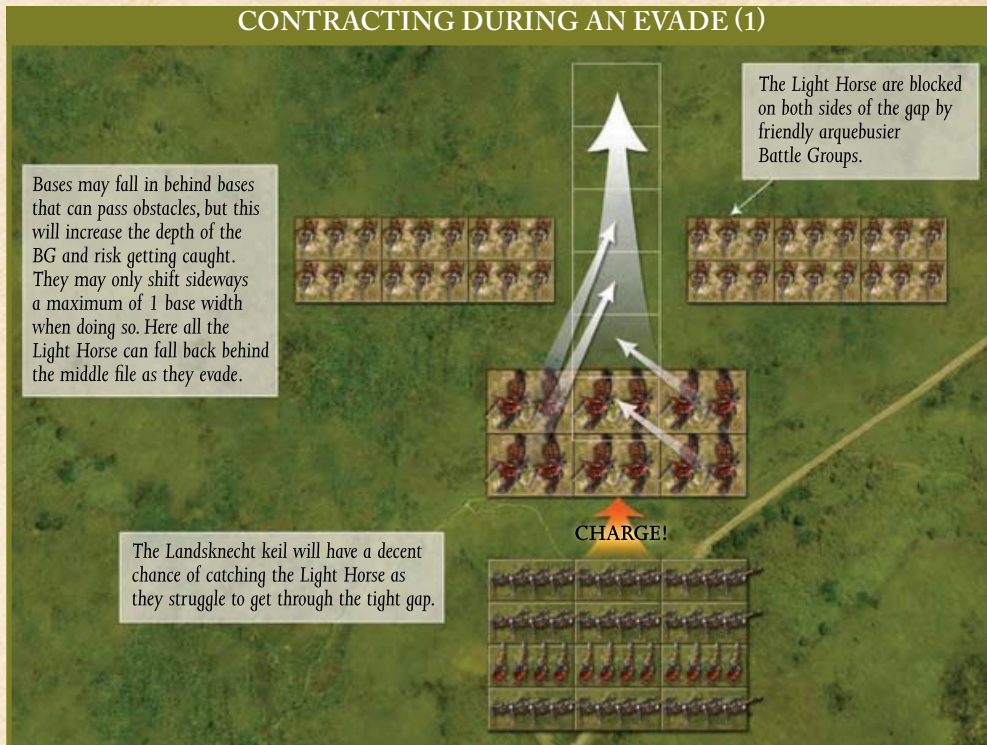 CONTRACTING DURING AN EVADE (1)
The Light Horse are blocked
on both sides of the gap by
friendly arquebusier
Battle Groups.
Bases may fall in behind bases
that can pass obstacles, but this
will increase the depth of the
BG and risk getting caught.
They may only shift sideways
a maximum of 1 base width
when doing so. Here all the
Light Horse can fall back behind
the middle file as they evade.
CHARGE!
The Landsknecht keil will have a decent
chance of catching the Light Horse as
they struggle to get through the tight gap.